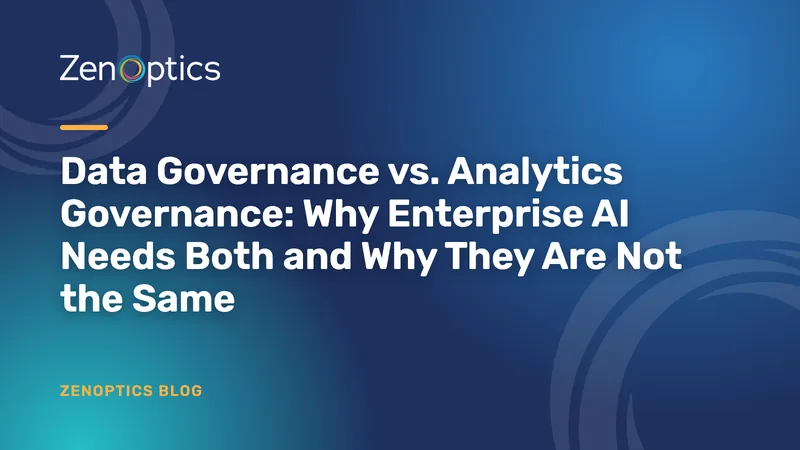 ZenOptics
Data Governance vs. Analytics
Governance: Why Enterprise AI
Needs Both and Why They Are Not
the Same
ZENOPTICS BLOG